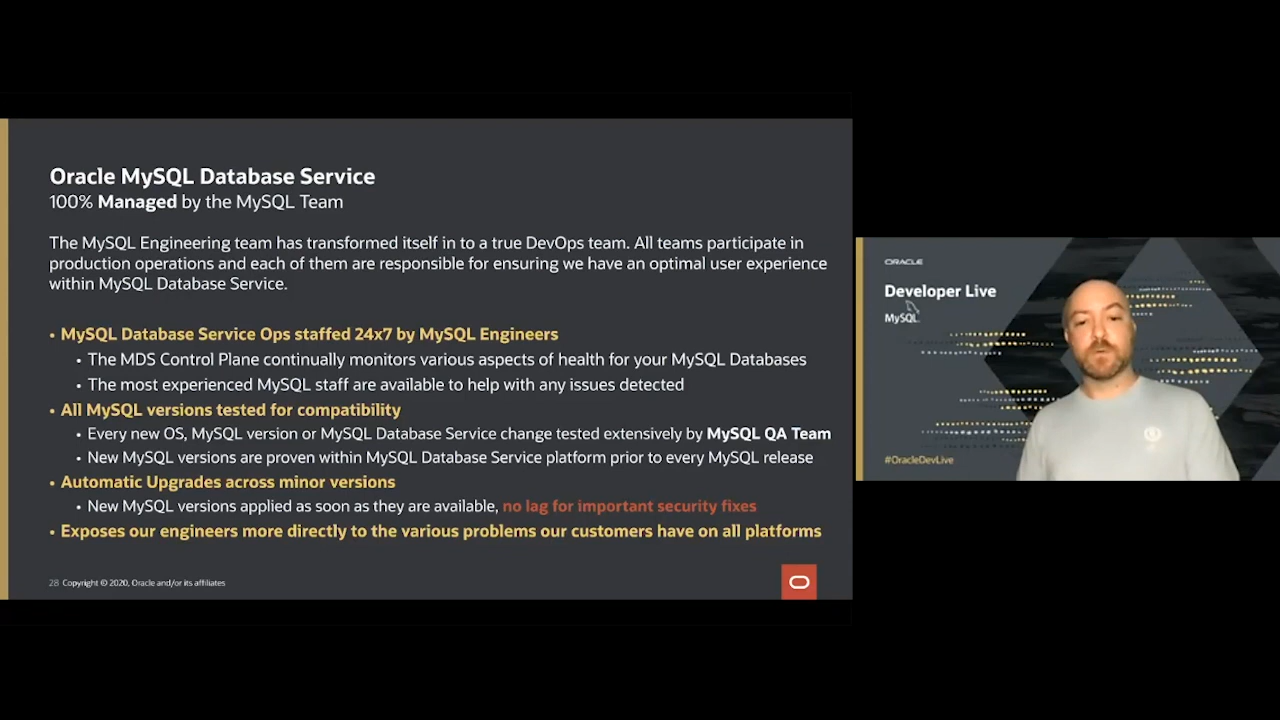 Oracle MySQL Database Service
100% Managed by the MySQL Team
The MySQL Engineering team has transformed itself in to a true DevOps team. All teams participate in
production operations and each of them are responsible for ensuring we have an optimal user experience
within MySQL Database Service.
• MySQL Database Service Ops staffed 24x7 by MySQL Engineers
• The MDS Control Plane continually monitors various aspects of health for your MySQL Databases
• The most experienced MySQL staff are available to help with any issues detected
• All MySQL versions tested for compatibility
• Every new OS, MySQL version or MySQL Database Service change tested extensively by MySQL QA Team
• New MySQL versions are proven within MySQL Database Service platform prior to every MySQL release
• Automatic Upgrades across minor versions
• New MySQL versions applied as soon as they are available, no lag for important security fixes
• Exposes our engineers more directly to the various problems our customers have on all platforms
28 Copyright © 2020, Oracle and/or its affiliates
ORACLE
Developer Live
MySQL
#OracleDevLive